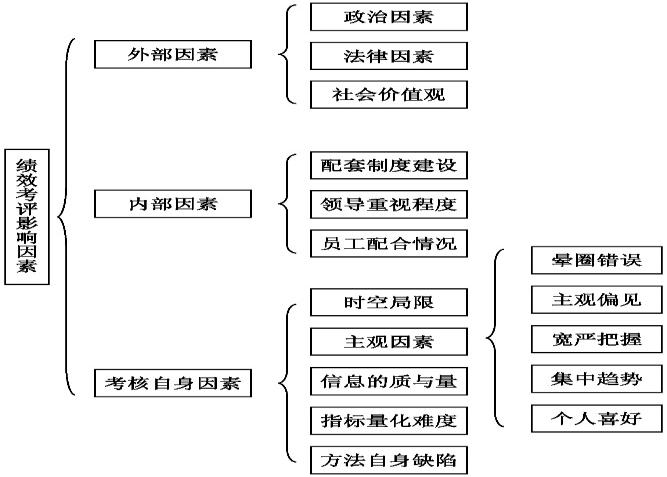 绩效考评影响因素
外部因素
政治因素
法律因素
社会价值观
内部因素
配套制度建设
领导重视程度
员工配合情况
考核自身因素
时空局限
主观因素
晕圈错误
主观偏见
宽严把握
集中趋势
个人喜好
信息的质与量
指标量化难度
方法自身缺陷